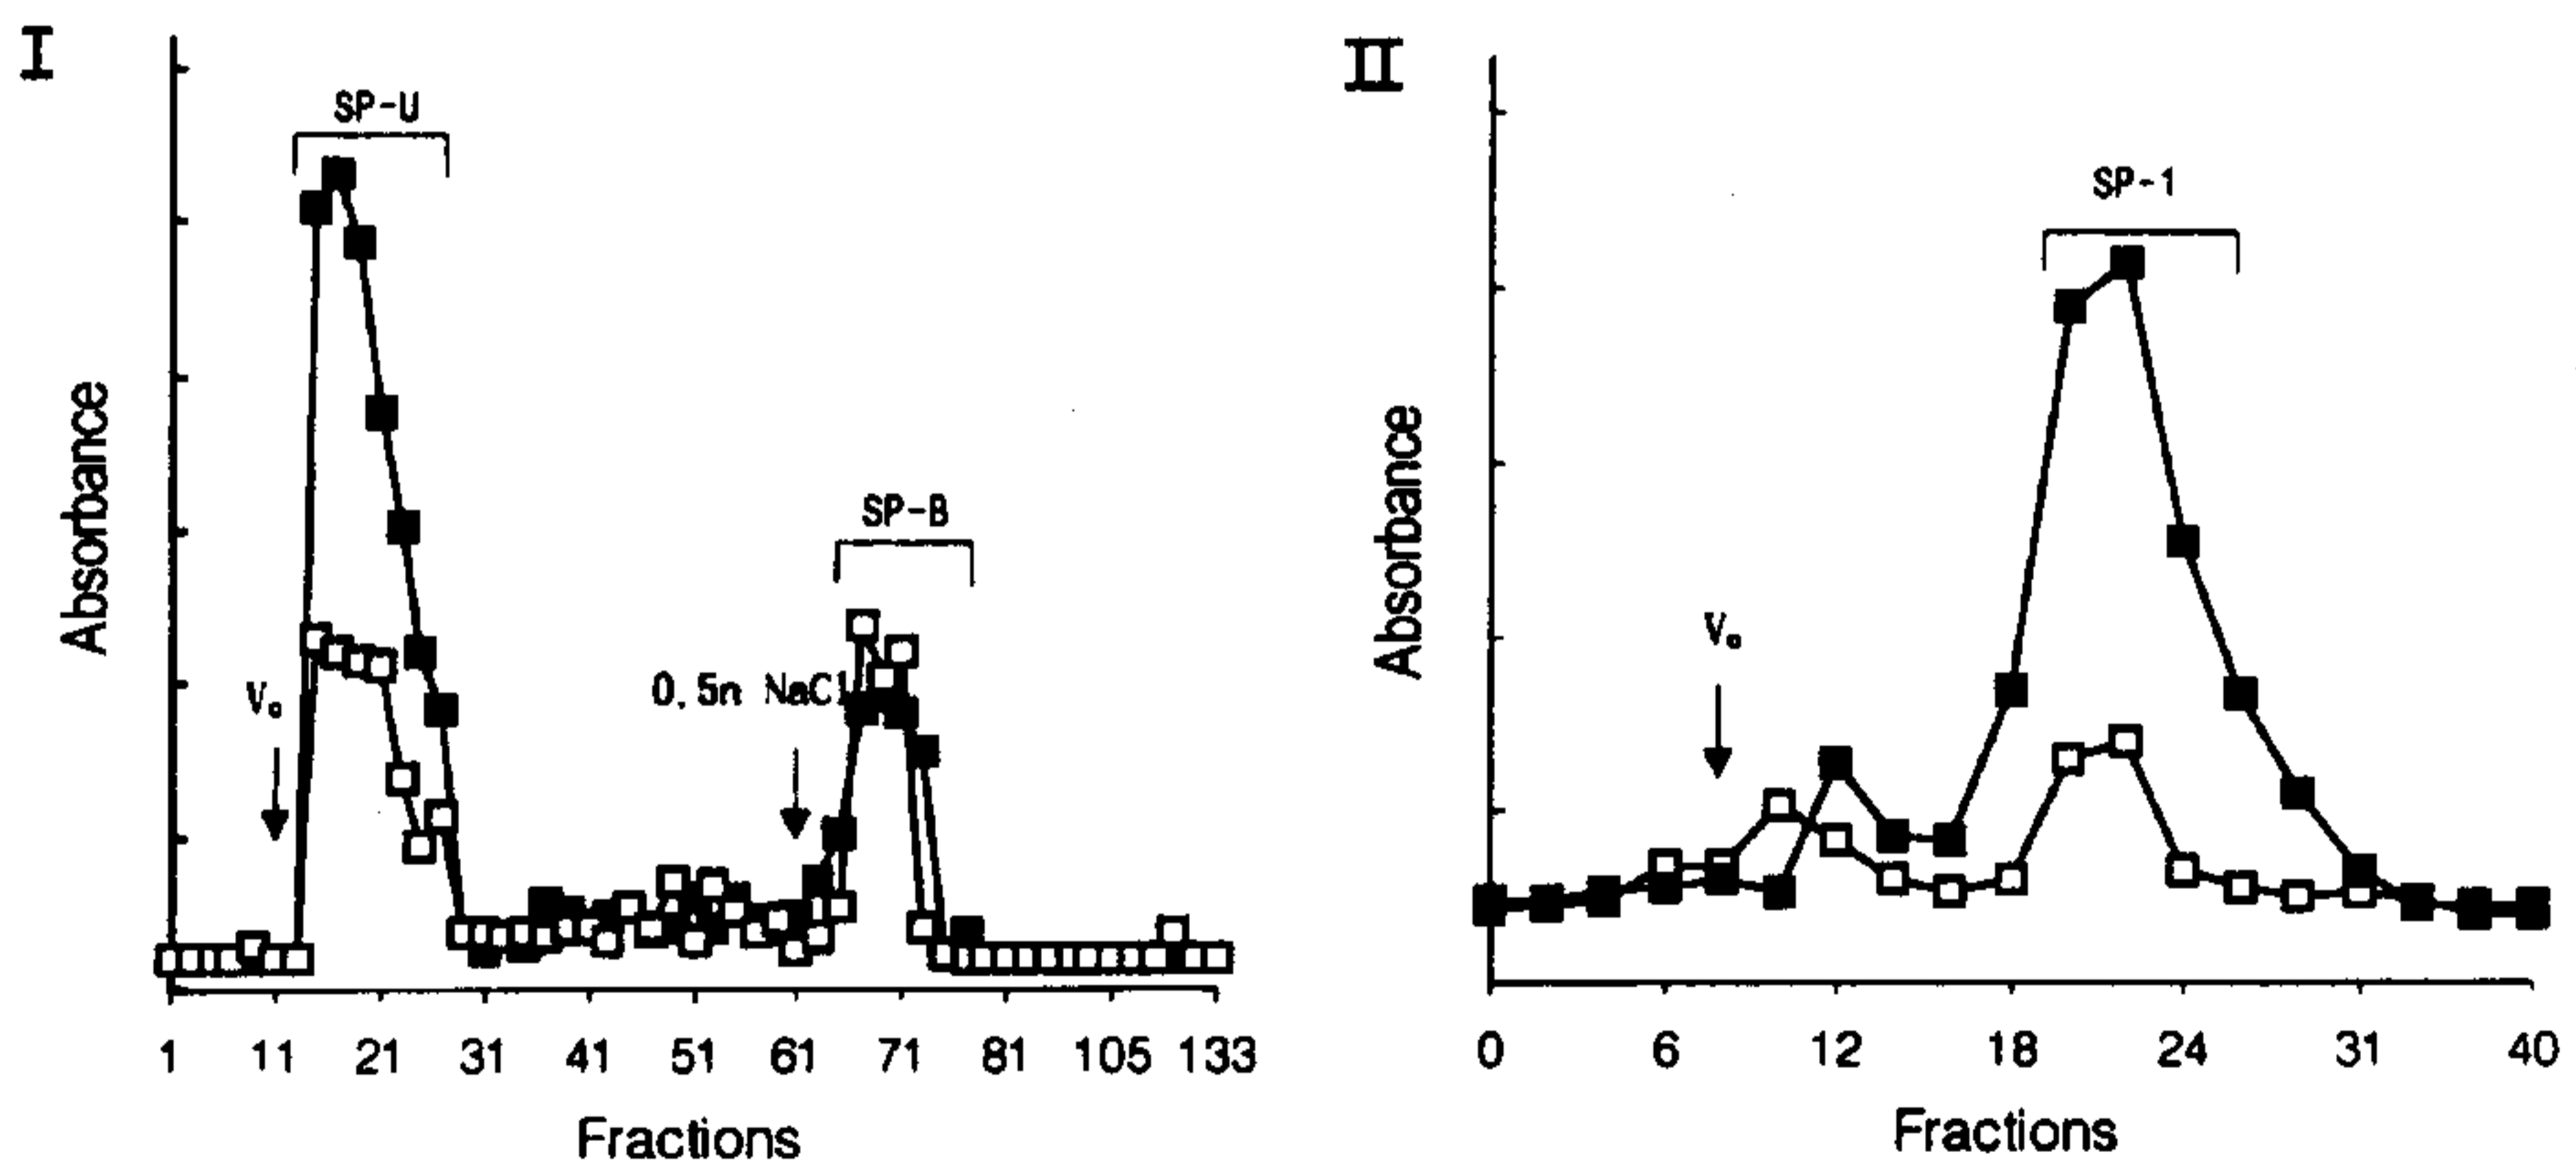 I
SP-U
SP-B
V₀
0,5n NaCl
Absorbance
1 11 21 31 41 51 61 71 81 105 133
Fractions
II
SP-1
V₀
Absorbance
0 6 12 18 24 31 40
Fractions